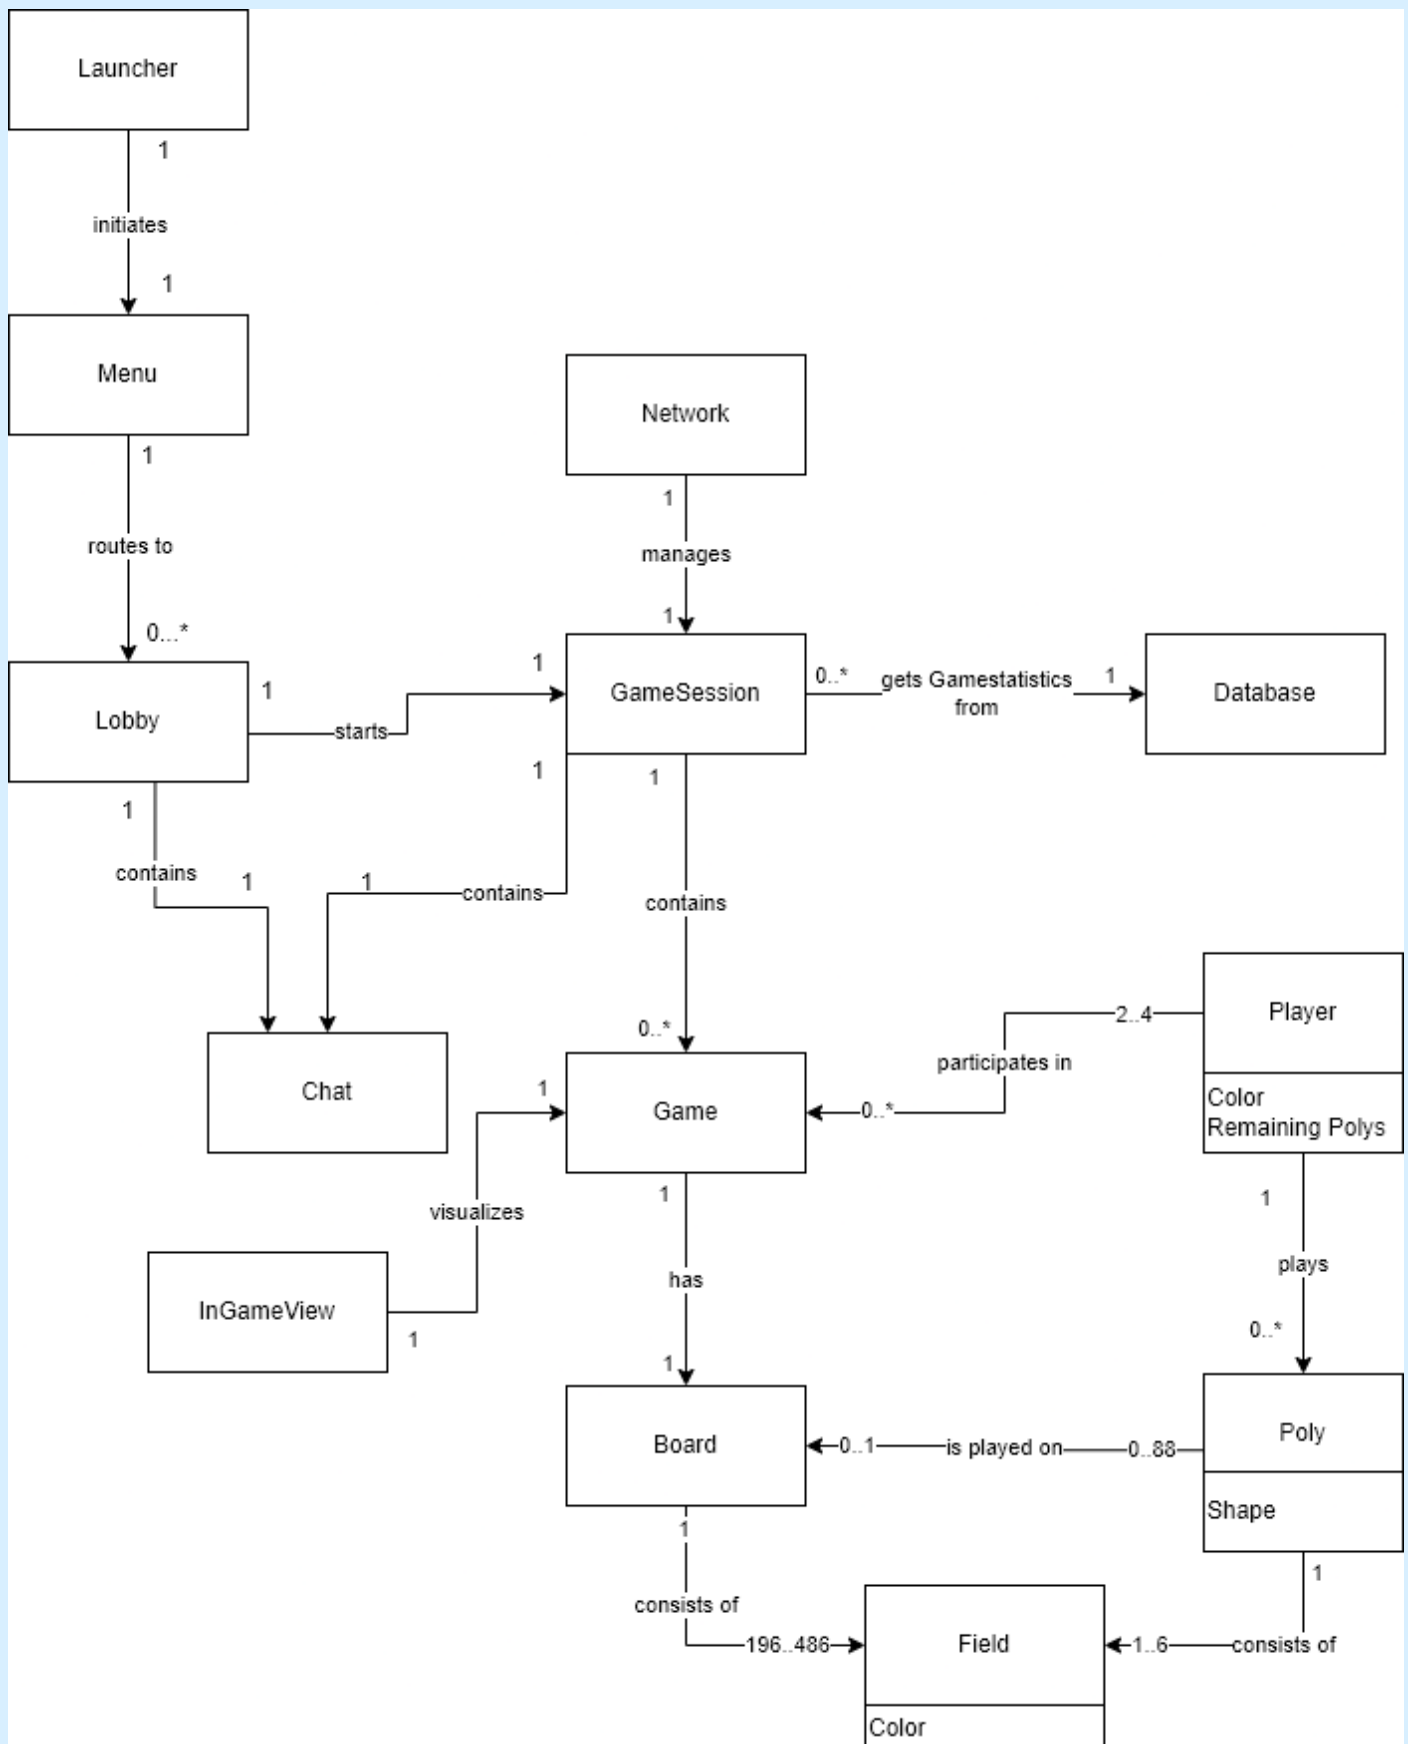 Launcher
1
initiates
1
Menu
1
routes to
0...*
Network
1
manages
1
Lobby
1
starts
1
GameSession
0..*
gets Gamestatistics
from
1
Database
1
contains
1
1
contains
1
1
contains
0..*
Chat
Game
0..*
participates in
2..4
Player
Color
Remaining Polys
InGameView
1
visualizes
1
1
has
1
1
plays
0..*
Board
0..1
is played on
0..88
Poly
Shape
1
consists of
196..486
Field
Color
1..6
consists of
1